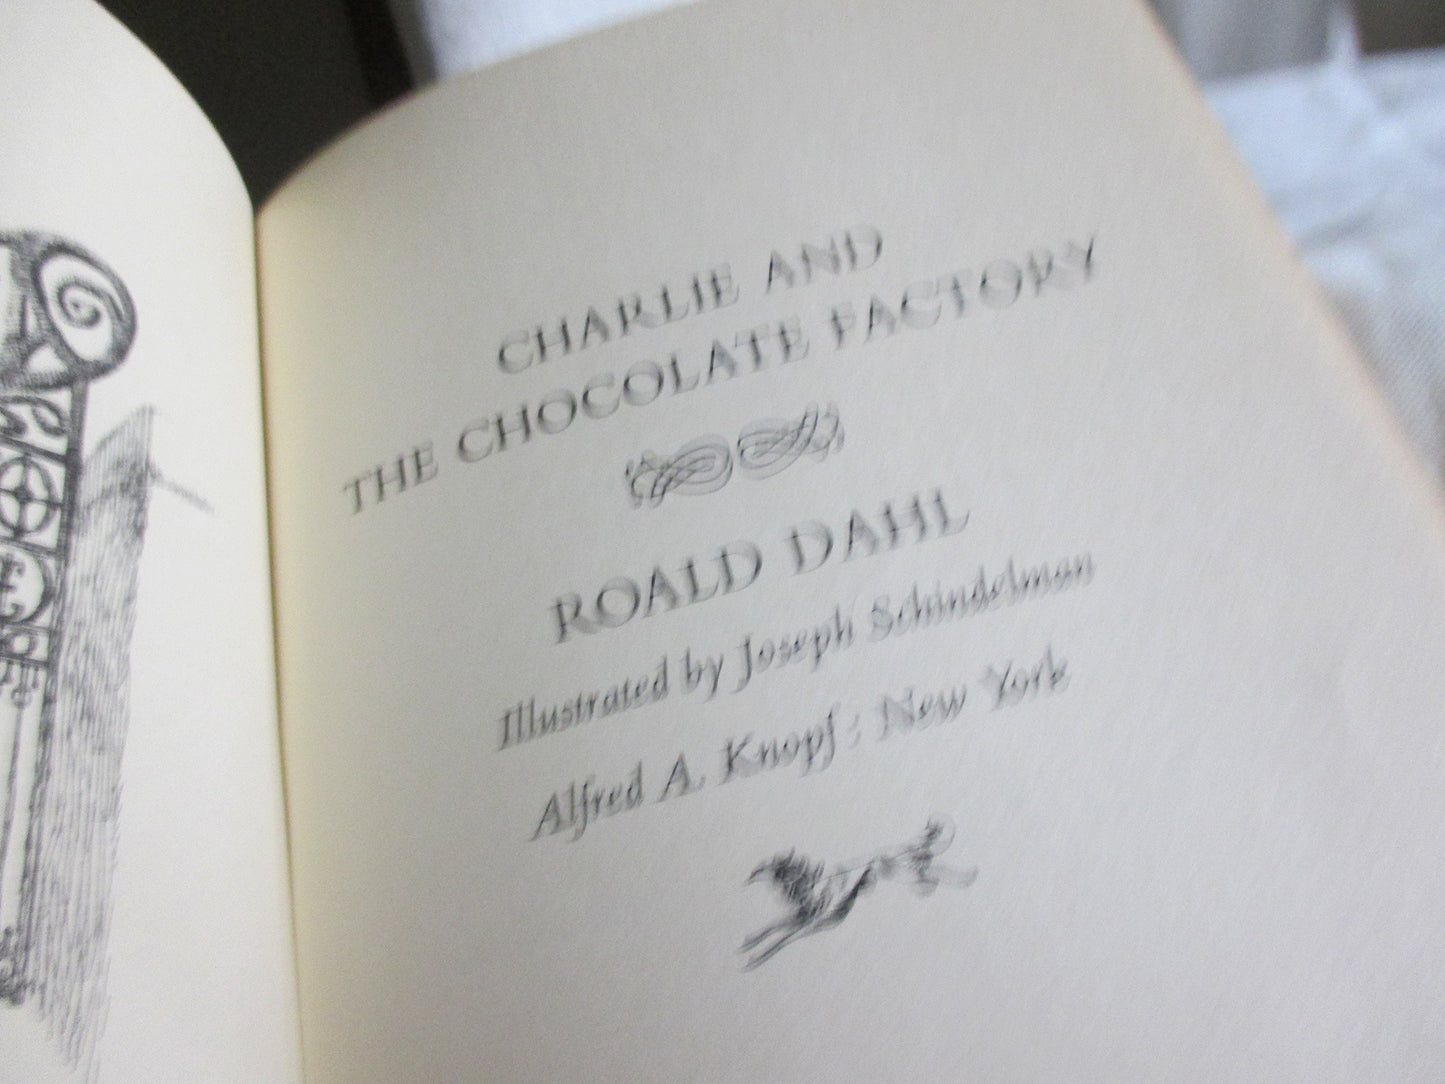 CHARLIE AND
THE CHOCOLATE FACTORY
ROALD DAHL
Illustrated by Joseph Schindelman
Alfred A. Knopf : New York